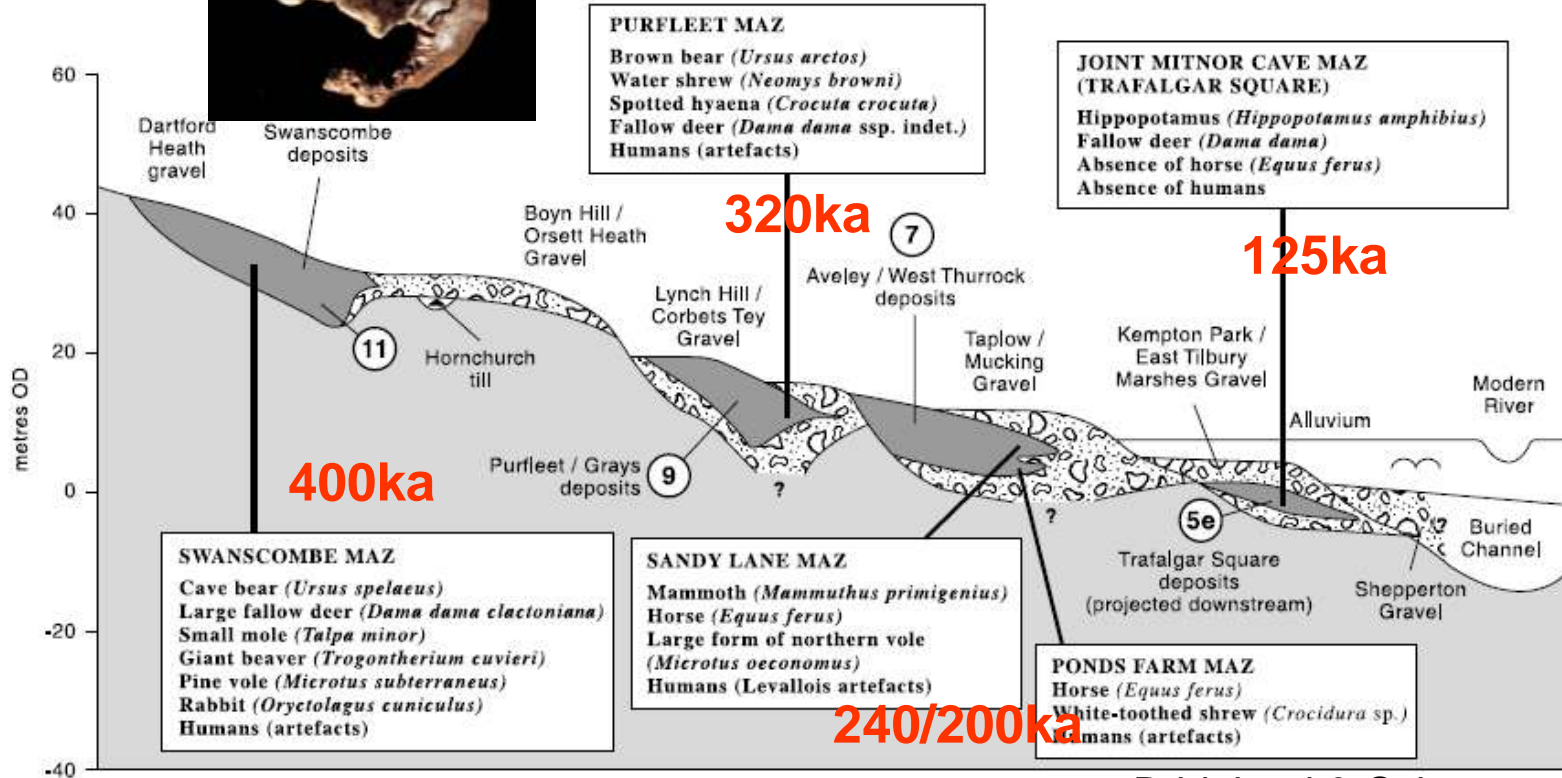 PURFLEET MAZ
Brown bear (Ursus arctos)
Water shrew (Neomys browni)
Spotted hyaena (Crocuta crocuta)
Fallow deer (Dama dama ssp. indet.)
Humans (artefacts)
JOINT MITNOR CAVE MAZ
(TRAFALGAR SQUARE)
Hippopotamus (Hippopotamus amphibius)
Fallow deer (Dama dama)
Absence of horse (Equus ferus)
Absence of humans
60
40
20
0
-20
-40
metres OD
Dartford
Heath
gravel
Swanscombe
deposits
Boyn Hill /
Orsett Heath
Gravel
320ka
7
Aveley / West Thurrock
deposits
125ka
Lynch Hill /
Corbets Tey
Gravel
Taplow /
Mucking
Gravel
Kempton Park /
East Tilbury
Marshes Gravel
Modern
River
Alluvium
11
Hornchurch
till
400ka
Purfleet / Grays
deposits
9
?
?
5e
Trafalgar Square
deposits
(projected downstream)
?
Buried
Channel
Shepperton
Gravel
SWANSCOMBE MAZ
Cave bear (Ursus spelaeus)
Large fallow deer (Dama dama clactoniana)
Small mole (Talpa minor)
Giant beaver (Trogontherium cuvieri)
Pine vole (Microtus subterraneus)
Rabbit (Oryctolagus cuniculus)
Humans (artefacts)
SANDY LANE MAZ
Mammoth (Mammuthus primigenius)
Horse (Equus ferus)
Large form of northern vole
(Microtus oeconomus)
Humans (Levallois artefacts)
240/200ka
PONDS FARM MAZ
Horse (Equus ferus)
White-toothed shrew (Crocidura sp.)
Humans (artefacts)